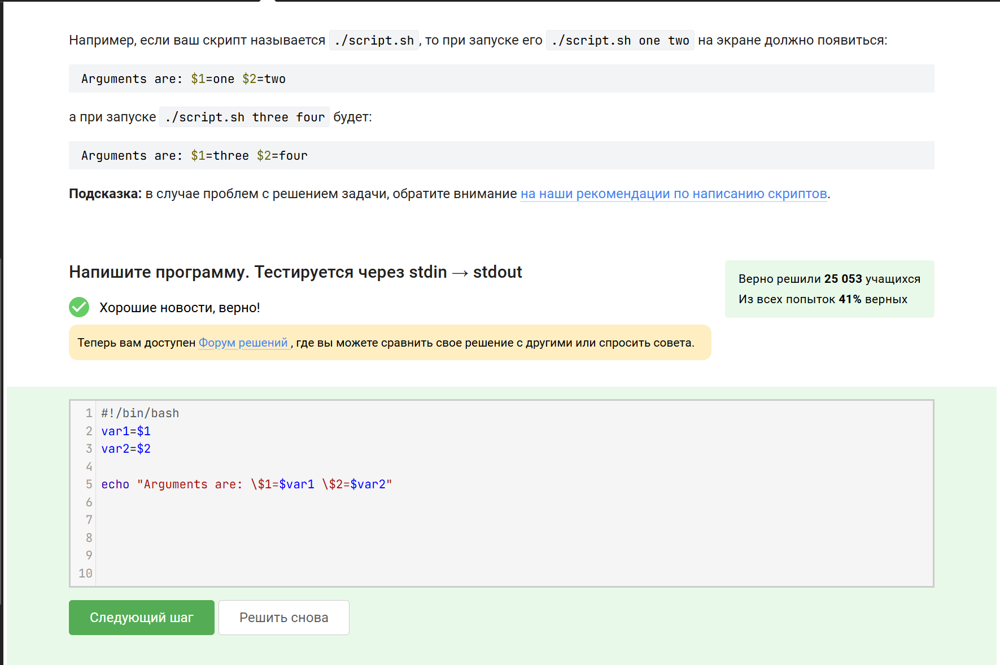 Например, если ваш скрипт называется ./script.sh, то при запуске его ./script.sh one two на экране должно появиться:
Arguments are: $1=one $2=two
а при запуске ./script.sh three four будет:
Arguments are: $1=three $2=four
Подсказка: в случае проблем с решением задачи, обратите внимание на наши рекомендации по написанию скриптов.
Напишите программу. Тестируется через stdin → stdout
Верно решили 25 053 учащихся
Из всех попыток 41% верных
Хорошие новости, верно!
Теперь вам доступен Форум решений, где вы можете сравнить свое решение с другими или спросить совета.
1 #!/bin/bash
2 var1=$1
3 var2=$2
4
5 echo "Arguments are: \$1=$var1 \$2=$var2"
6
7
8
9
10
Следующий шаг
Решить снова